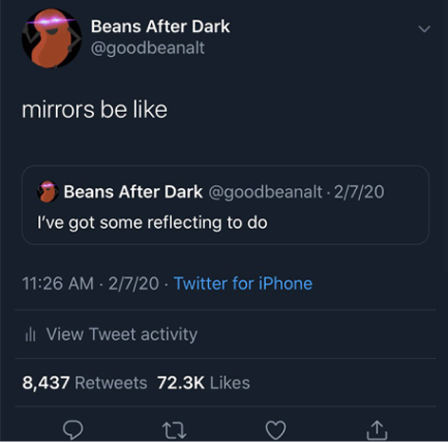 Beans After Dark
@goodbeanalt
mirrors be like
Beans After Dark @goodbeanalt · 2/7/20
I've got some reflecting to do
11:26 AM · 2/7/20 · Twitter for iPhone
View Tweet activity
8,437 Retweets 72.3K Likes